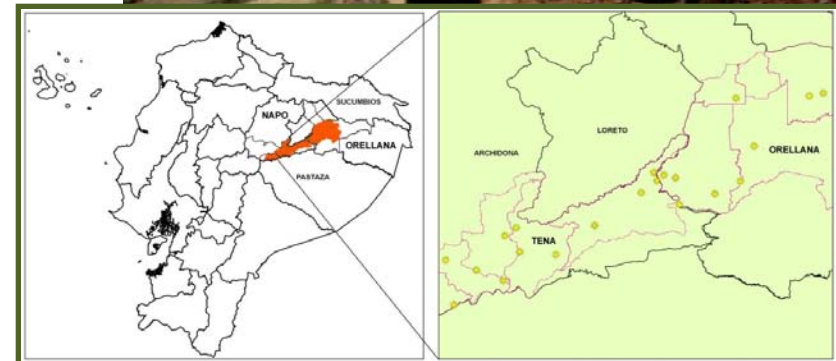 SUCUMBIOS
NAPO
ORELLANA
PASTAZA
LORETO
ARCHIDONA
ORELLANA
TENA